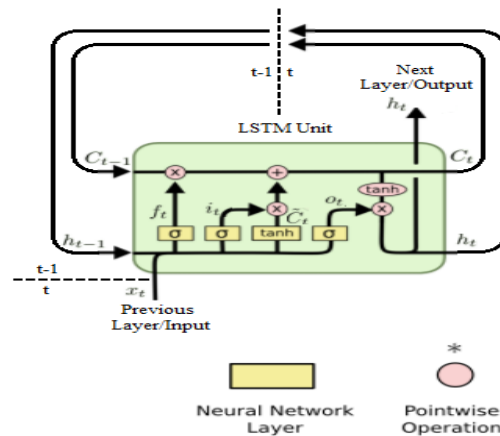 t-1 t
Next
Layer/Output
h_t
LSTM Unit
C_{t-1}
×
+
C_t
tanh
f_t
i_t
×
C̃_t
o_t
×
σ
σ
tanh
σ
h_{t-1}
h_t
t-1
t
x_t
Previous
Layer/Input
*
Neural Network
Layer
Pointwise
Operation